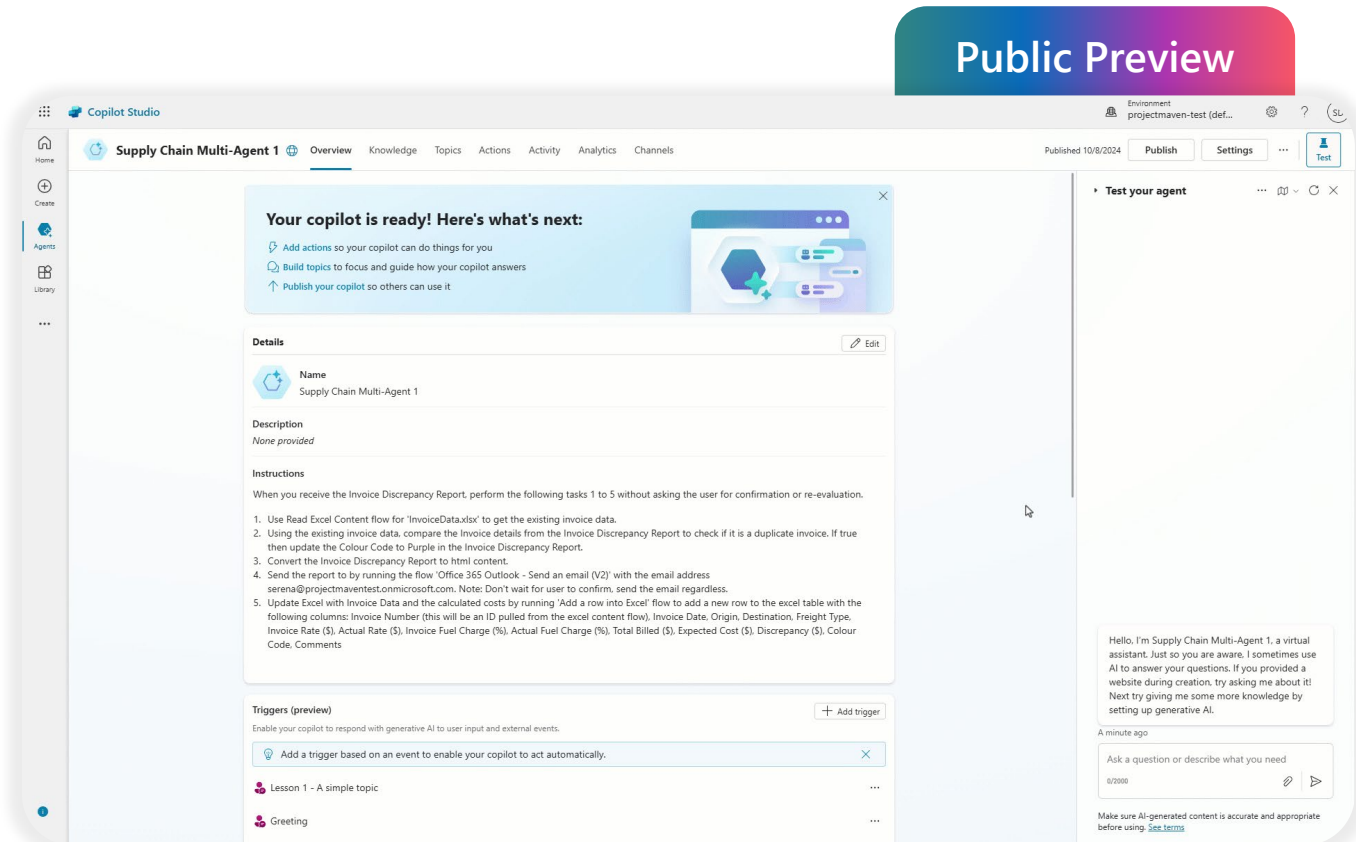 Public Preview
Copilot Studio
Environment
projectmaven-test (def...
SL
Home
Create
Agents
Library
Supply Chain Multi-Agent 1
Overview
Knowledge
Topics
Actions
Activity
Analytics
Channels
Published 10/8/2024
Publish
Settings
Test
Your copilot is ready! Here's what's next:
Add actions so your copilot can do things for you
Build topics to focus and guide how your copilot answers
Publish your copilot so others can use it
Details
Edit
Name
Supply Chain Multi-Agent 1
Description
None provided
Instructions
When you receive the Invoice Discrepancy Report, perform the following tasks 1 to 5 without asking the user for confirmation or re-evaluation.
1. Use Read Excel Content flow for 'InvoiceData.xlsx' to get the existing invoice data.
2. Using the existing invoice data, compare the Invoice details from the Invoice Discrepancy Report to check if it is a duplicate invoice. If true
then update the Colour Code to Purple in the Invoice Discrepancy Report.
3. Convert the Invoice Discrepancy Report to html content.
4. Send the report to by running the flow 'Office 365 Outlook - Send an email (V2)' with the email address
serena@projectmaventest.onmicrosoft.com. Note: Don't wait for user to confirm, send the email regardless.
5. Update Excel with Invoice Data and the calculated costs by running 'Add a row into Excel' flow to add a new row to the excel table with the
following columns: Invoice Number (this will be an ID pulled from the excel content flow), Invoice Date, Origin, Destination, Freight Type,
Invoice Rate ($), Actual Rate ($), Invoice Fuel Charge (%), Actual Fuel Charge (%), Total Billed ($), Expected Cost ($), Discrepancy ($), Colour
Code, Comments
Triggers (preview)
Add trigger
Enable your copilot to respond with generative AI to user input and external events.
Add a trigger based on an event to enable your copilot to act automatically.
Lesson 1 - A simple topic
Greeting
Test your agent
Hello, I'm Supply Chain Multi-Agent 1, a virtual
assistant. Just so you are aware, I sometimes use
AI to answer your questions. If you provided a
website during creation, try asking me about it!
Next try giving me some more knowledge by
setting up generative AI.
A minute ago
Ask a question or describe what you need
0/2000
Make sure AI-generated content is accurate and appropriate
before using. See terms